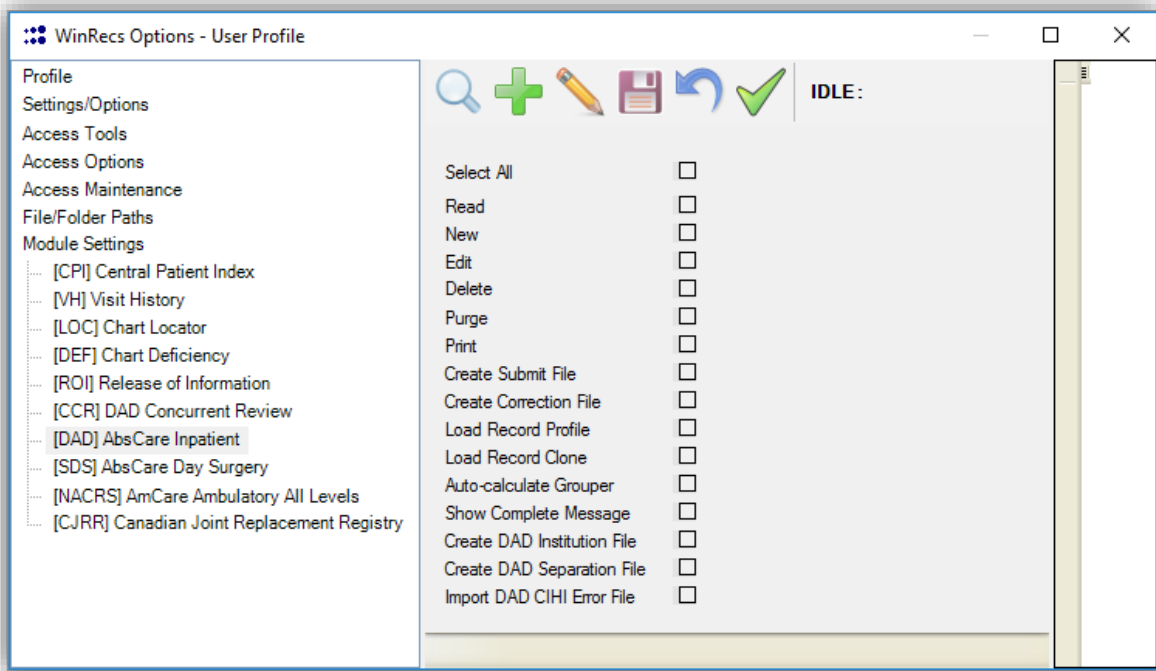 WinRecs Options - User Profile
Profile
Settings/Options
Access Tools
Access Options
Access Maintenance
File/Folder Paths
Module Settings
[CPI] Central Patient Index
[VH] Visit History
[LOC] Chart Locator
[DEF] Chart Deficiency
[ROI] Release of Information
[CCR] DAD Concurrent Review
[DAD] AbsCare Inpatient
[SDS] AbsCare Day Surgery
[NACRS] AmCare Ambulatory All Levels
[CJRR] Canadian Joint Replacement Registry
IDLE:
Select All
Read
New
Edit
Delete
Purge
Print
Create Submit File
Create Correction File
Load Record Profile
Load Record Clone
Auto-calculate Grouper
Show Complete Message
Create DAD Institution File
Create DAD Separation File
Import DAD CIHI Error File